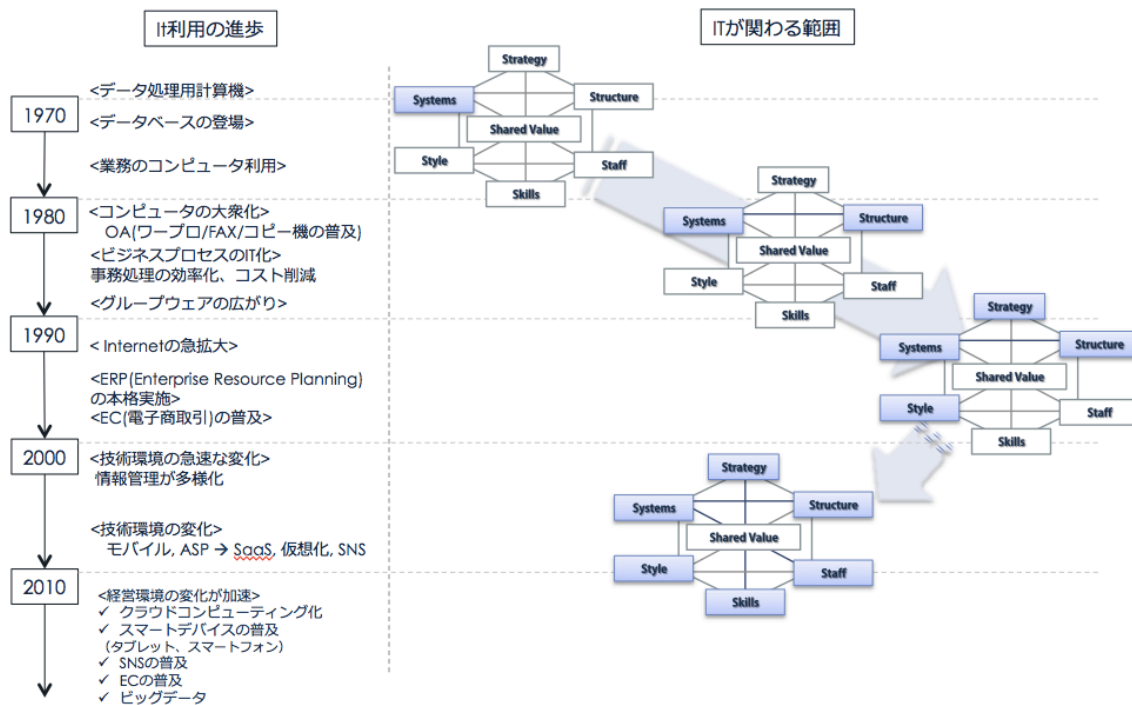 It利用の進歩
ITが関わる範囲
1970
<データ処理用計算機>
<データベースの登場>
<業務のコンピュータ利用>
1980
<コンピュータの大衆化>
OA(ワープロ/FAX/コピー機の普及)
<ビジネスプロセスのIT化>
事務処理の効率化、コスト削減
<グループウェアの広がり>
1990
< Internetの急拡大>
<ERP(Enterprise Resource Planning)
の本格実施>
<EC(電子商取引)の普及>
2000
<技術環境の急速な変化>
情報管理が多様化
<技術環境の変化>
モバイル, ASP → SaaS, 仮想化, SNS
2010
<経営環境の変化が加速>
✓ クラウドコンピューティング化
✓ スマートデバイスの普及
（タブレット、スマートフォン）
✓ SNSの普及
✓ ECの普及
✓ ビッグデータ
Strategy
Systems
Structure
Shared Value
Style
Staff
Skills
Strategy
Systems
Structure
Shared Value
Style
Staff
Skills
Strategy
Systems
Structure
Shared Value
Style
Staff
Skills
Strategy
Systems
Structure
Shared Value
Style
Staff
Skills